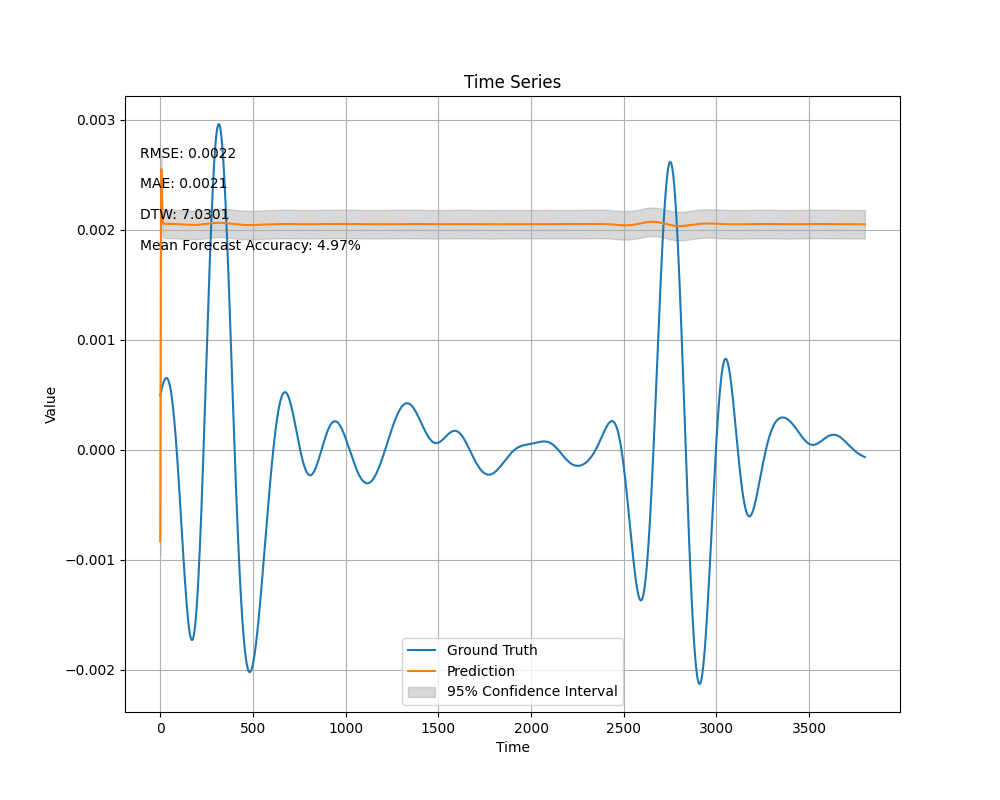 Time Series
0.003
RMSE: 0.0022
MAE: 0.0021
DTW: 7.0301
0.002
Mean Forecast Accuracy: 4.97%
0.001
Value
0.000
−0.001
−0.002
Ground Truth
Prediction
95% Confidence Interval
0 500 1000 1500 2000 2500 3000 3500
Time